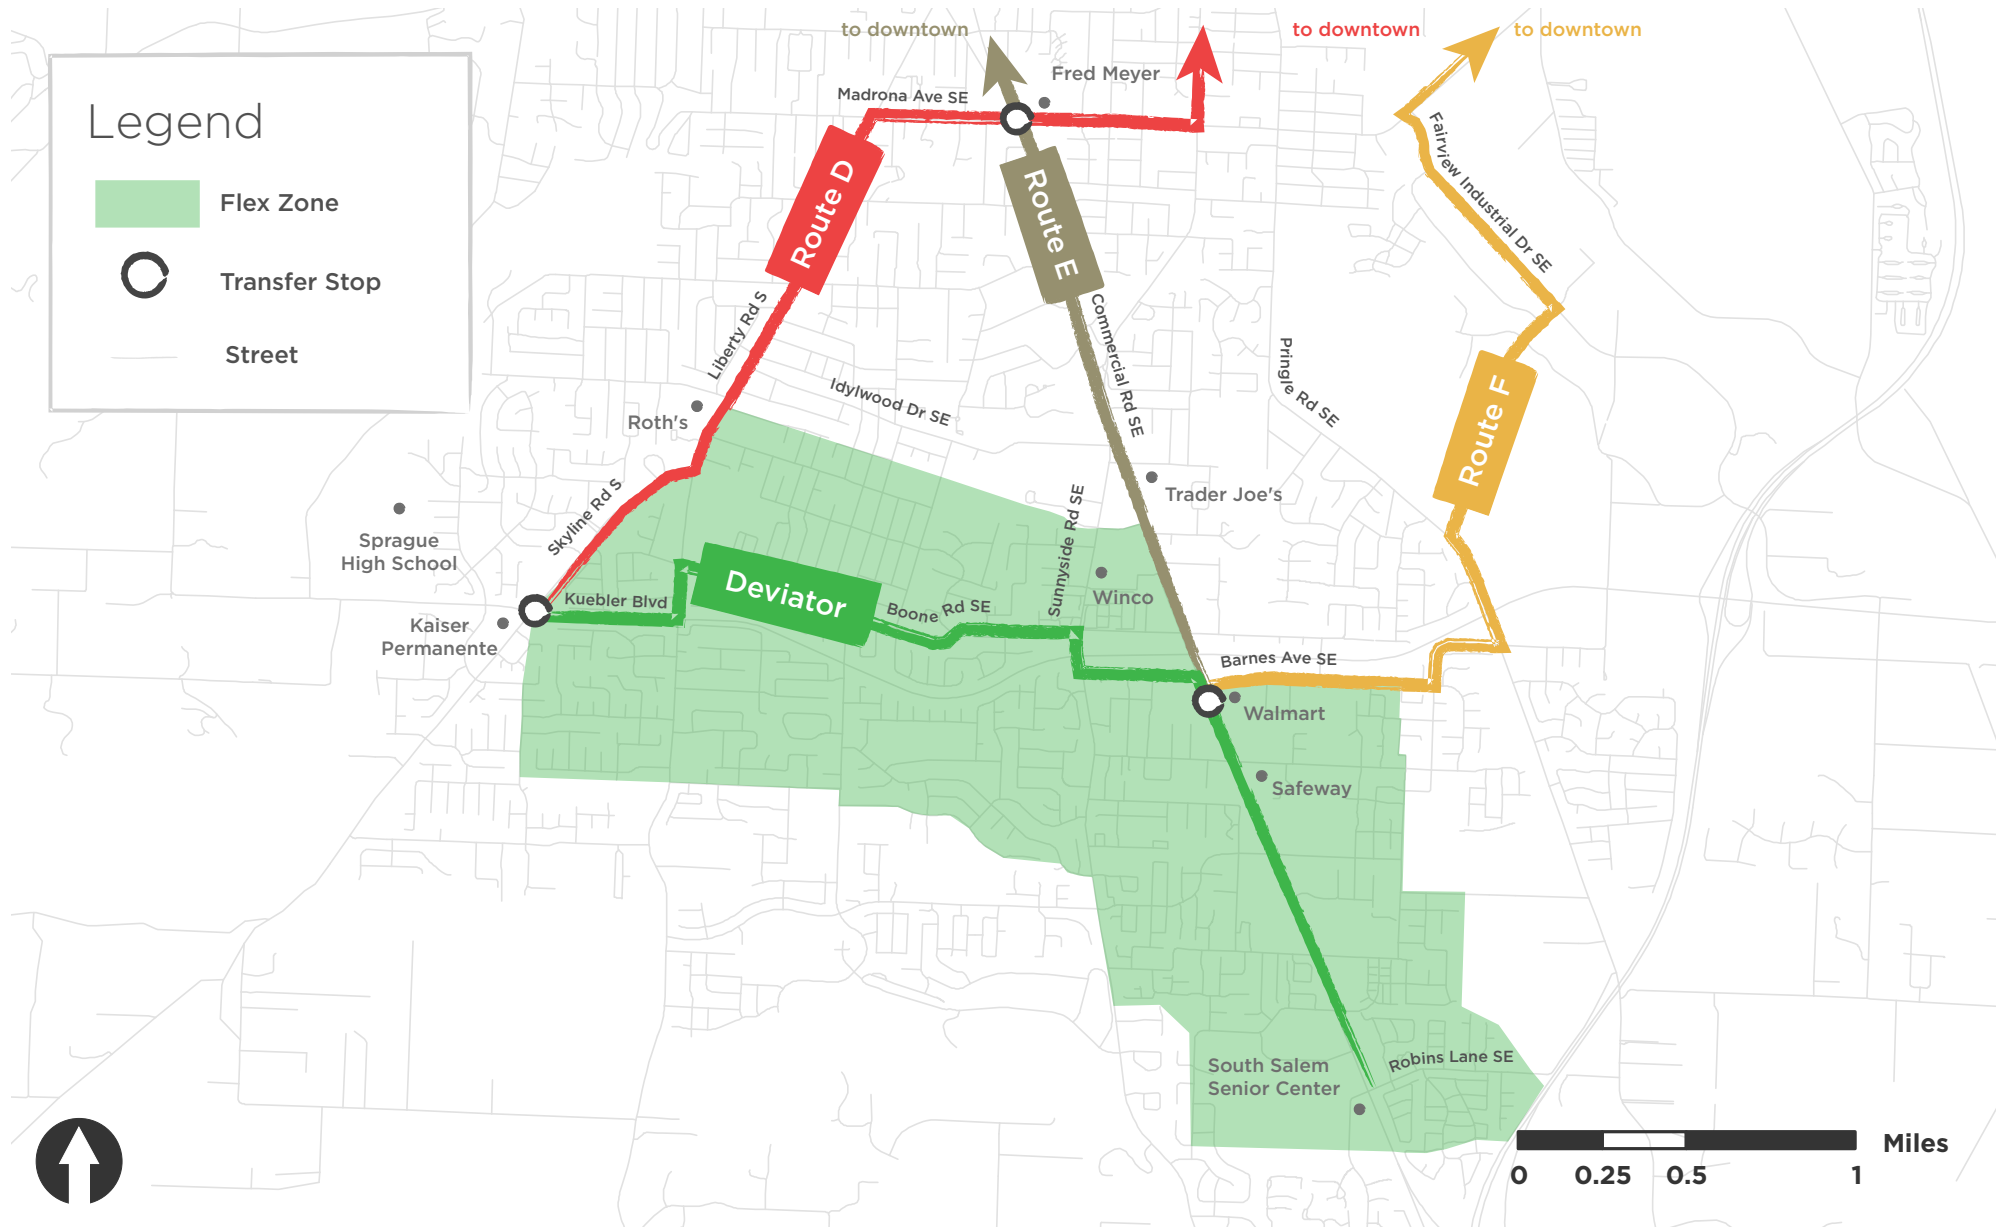 to downtown
to downtown
to downtown
Fred Meyer
Madrona Ave SE
Legend
Flex Zone
Transfer Stop
Street
Route D
Route E
Fairview Industrial Dr SE
Liberty Rd S
Commercial Rd SE
Pringle Rd SE
Idylwood Dr SE
Route F
Roth's
Trader Joe's
Skyline Rd S
Sunnyside Rd SE
Sprague
High School
Deviator
Winco
Kuebler Blvd
Boone Rd SE
Kaiser
Permanente
Barnes Ave SE
Walmart
Safeway
Robins Lane SE
South Salem
Senior Center
Miles
0 0.25 0.5 1